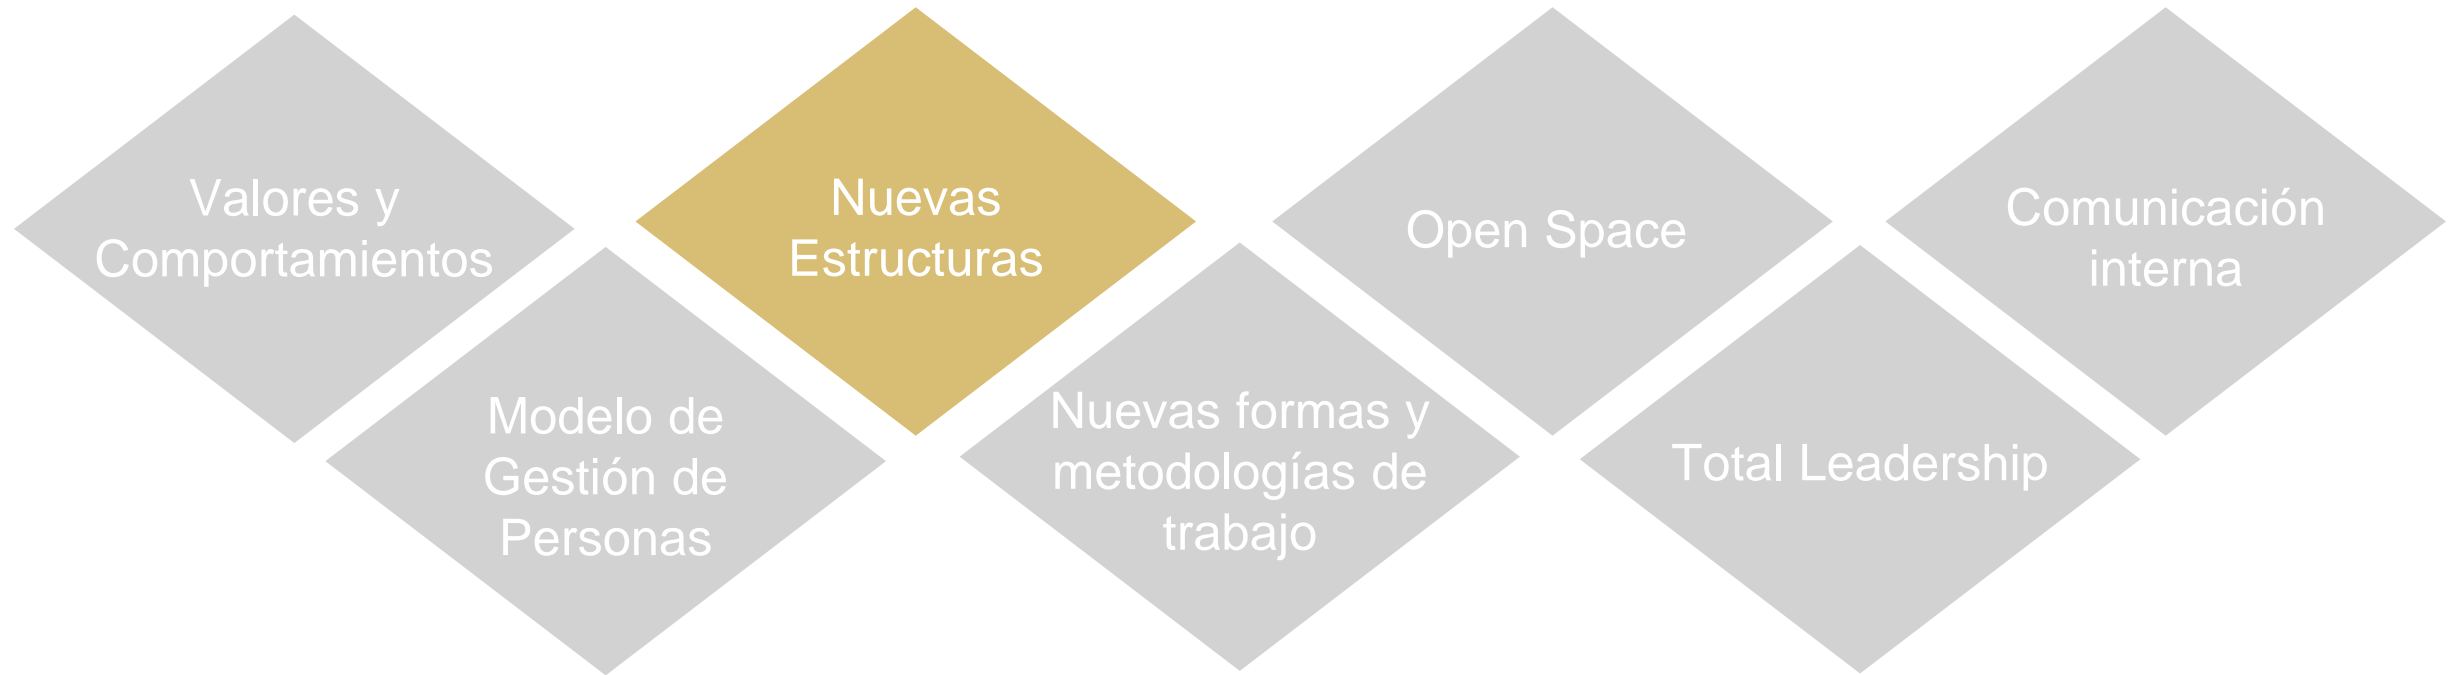 Valores y
Comportamientos
Modelo de
Gestión de
Personas
Nuevas
Estructuras
Nuevas formas y
metodologías de
trabajo
Open Space
Total Leadership
Comunicación
interna